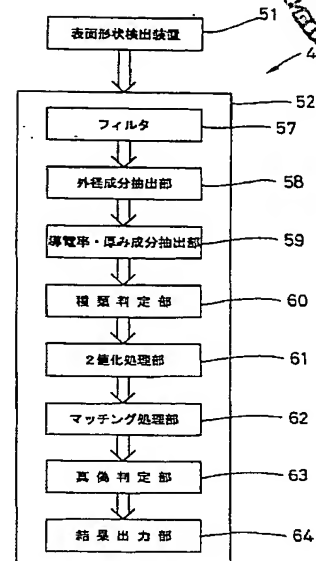 表面形状検出装置
51
4
52
フィルタ
57
外径成分抽出部
58
導電率・厚み成分抽出部
59
種類判定部
60
2値化処理部
61
マッチング処理部
62
真偽判定部
63
結果出力部
64